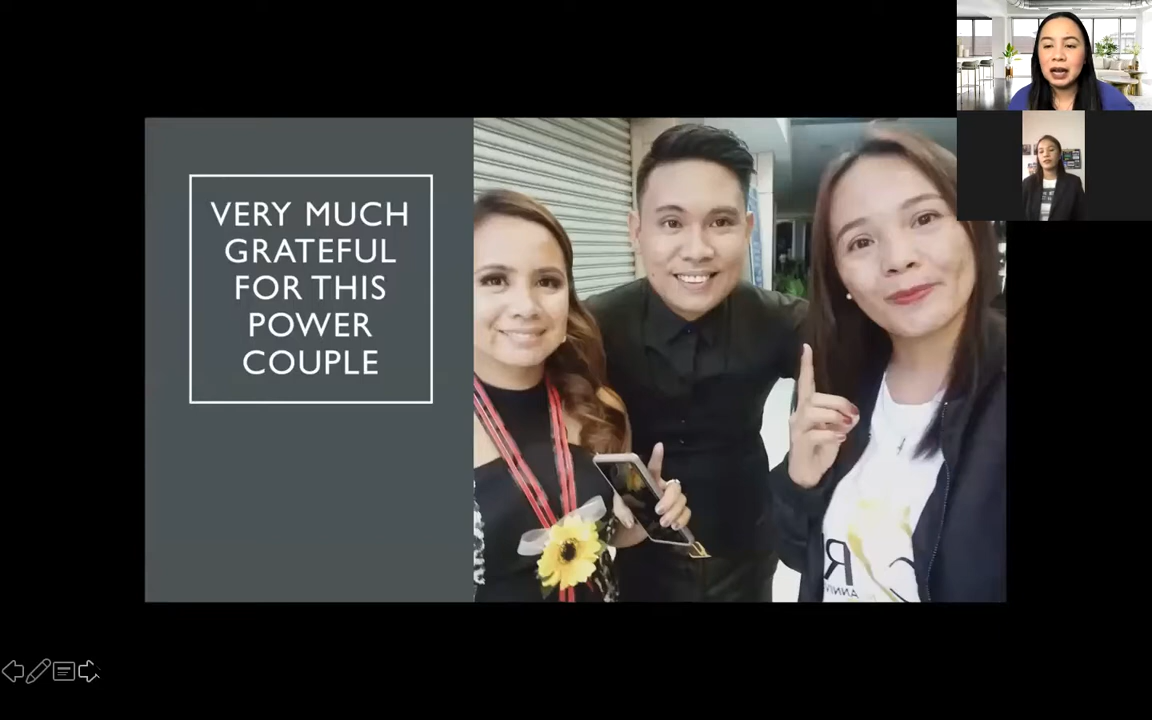 VERY MUCH
GRATEFUL
FOR THIS
POWER
COUPLE